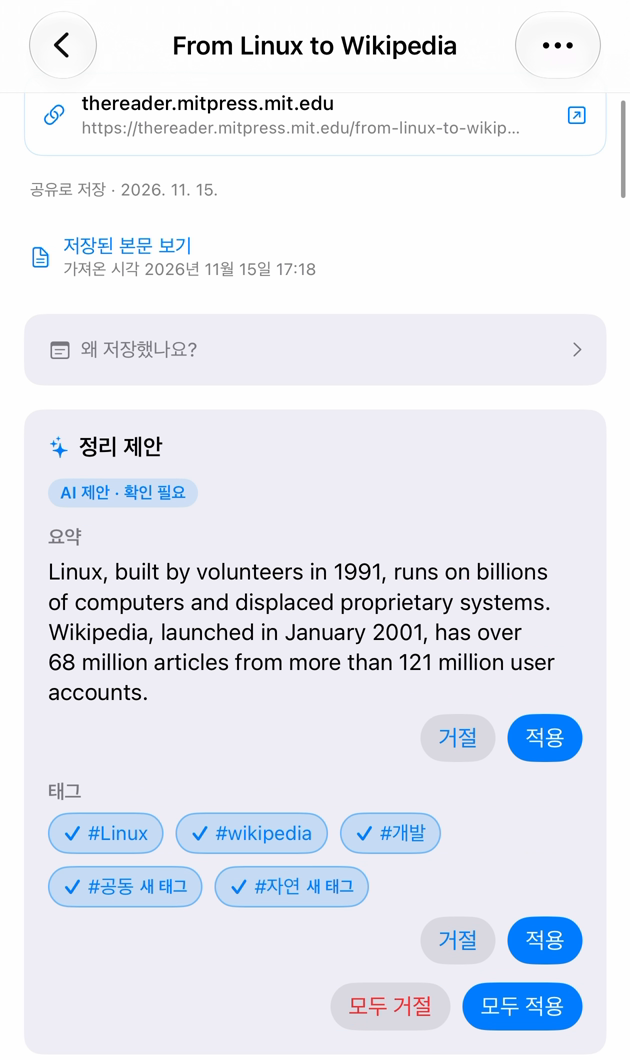 From Linux to Wikipedia
thereader.mitpress.mit.edu
https://thereader.mitpress.mit.edu/from-linux-to-wikip...
공유로 저장 · 2026. 11. 15.
저장된 본문 보기
가져온 시각 2026년 11월 15일 17:18
왜 저장했나요?
정리 제안
AI 제안 · 확인 필요
요약
Linux, built by volunteers in 1991, runs on billions
of computers and displaced proprietary systems.
Wikipedia, launched in January 2001, has over
68 million articles from more than 121 million user
accounts.
거절 적용
태그
#Linux #wikipedia #개발
#공동 새 태그 #자연 새 태그
거절 적용
모두 거절 모두 적용